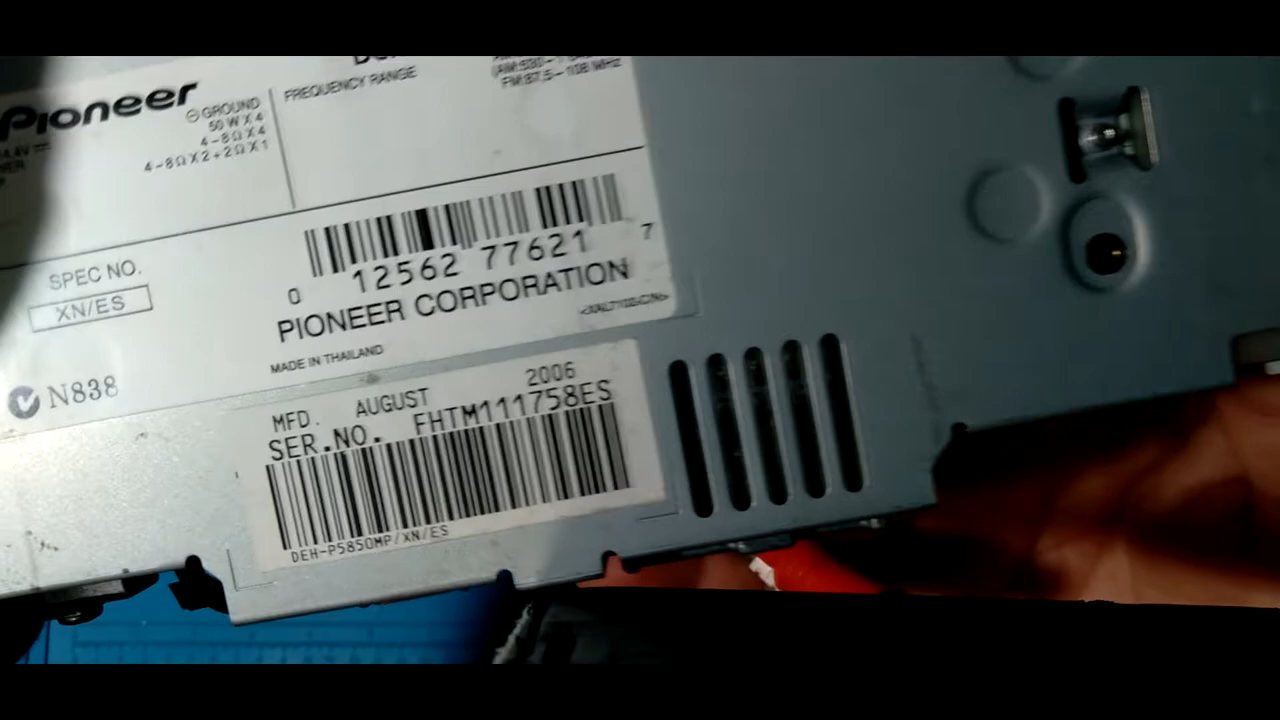 Pioneer
⊖ GROUND
50 W X 4
4-8Ω X 4
4-8Ω X 2 + 2Ω X 1
FREQUENCY RANGE
FM:87.5-108 MHz
SPEC NO.
XN/ES
0 12562 77621 7
PIONEER CORPORATION
MADE IN THAILAND
N838
MFD. AUGUST 2006
SER.NO. FHTM111758ES
DEH-P5850MP/XN/ES